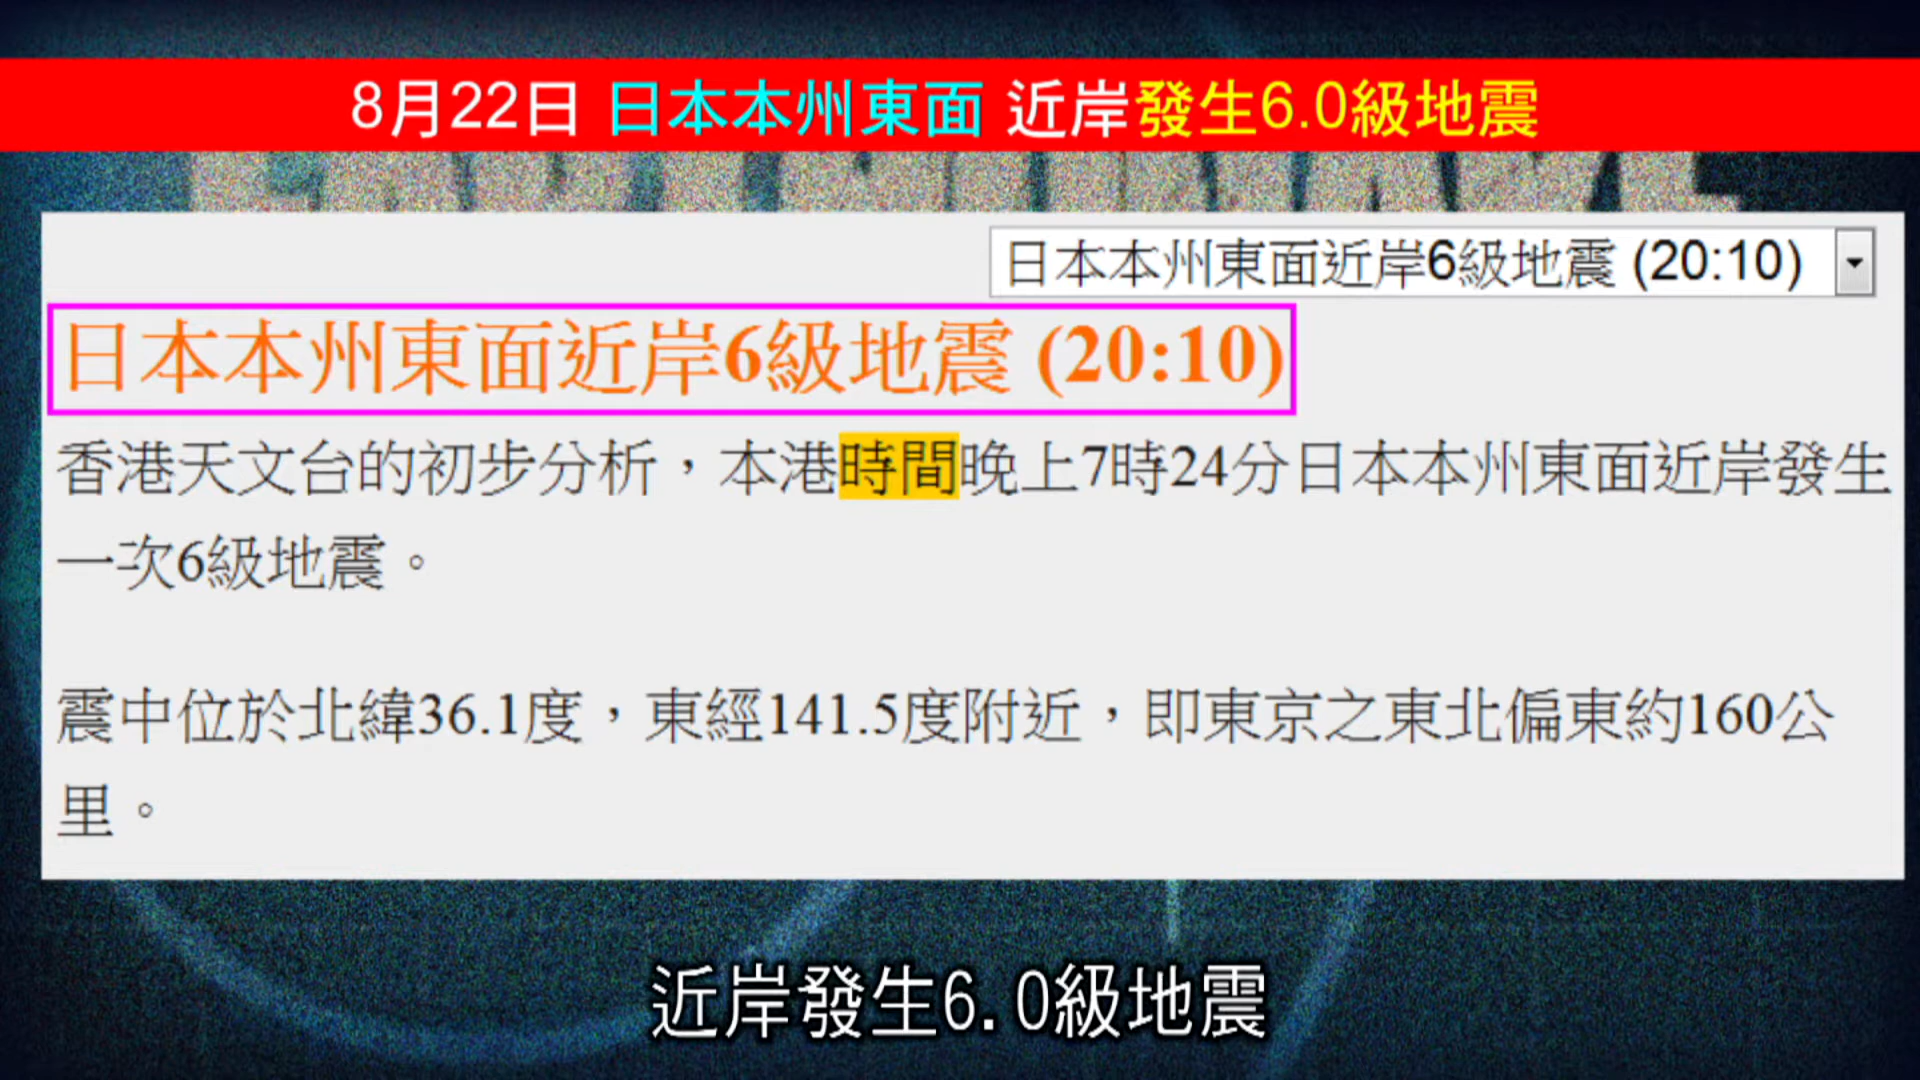 8月22日 日本本州東面 近岸發生6.0級地震
日本本州東面近岸6級地震 (20:10)
日本本州東面近岸6級地震 (20:10)
香港天文台的初步分析，本港時間晚上7時24分日本本州東面近岸發生
一次6級地震。
震中位於北緯36.1度，東經141.5度附近，即東京之東北偏東約160公
里。
近岸發生6.0級地震